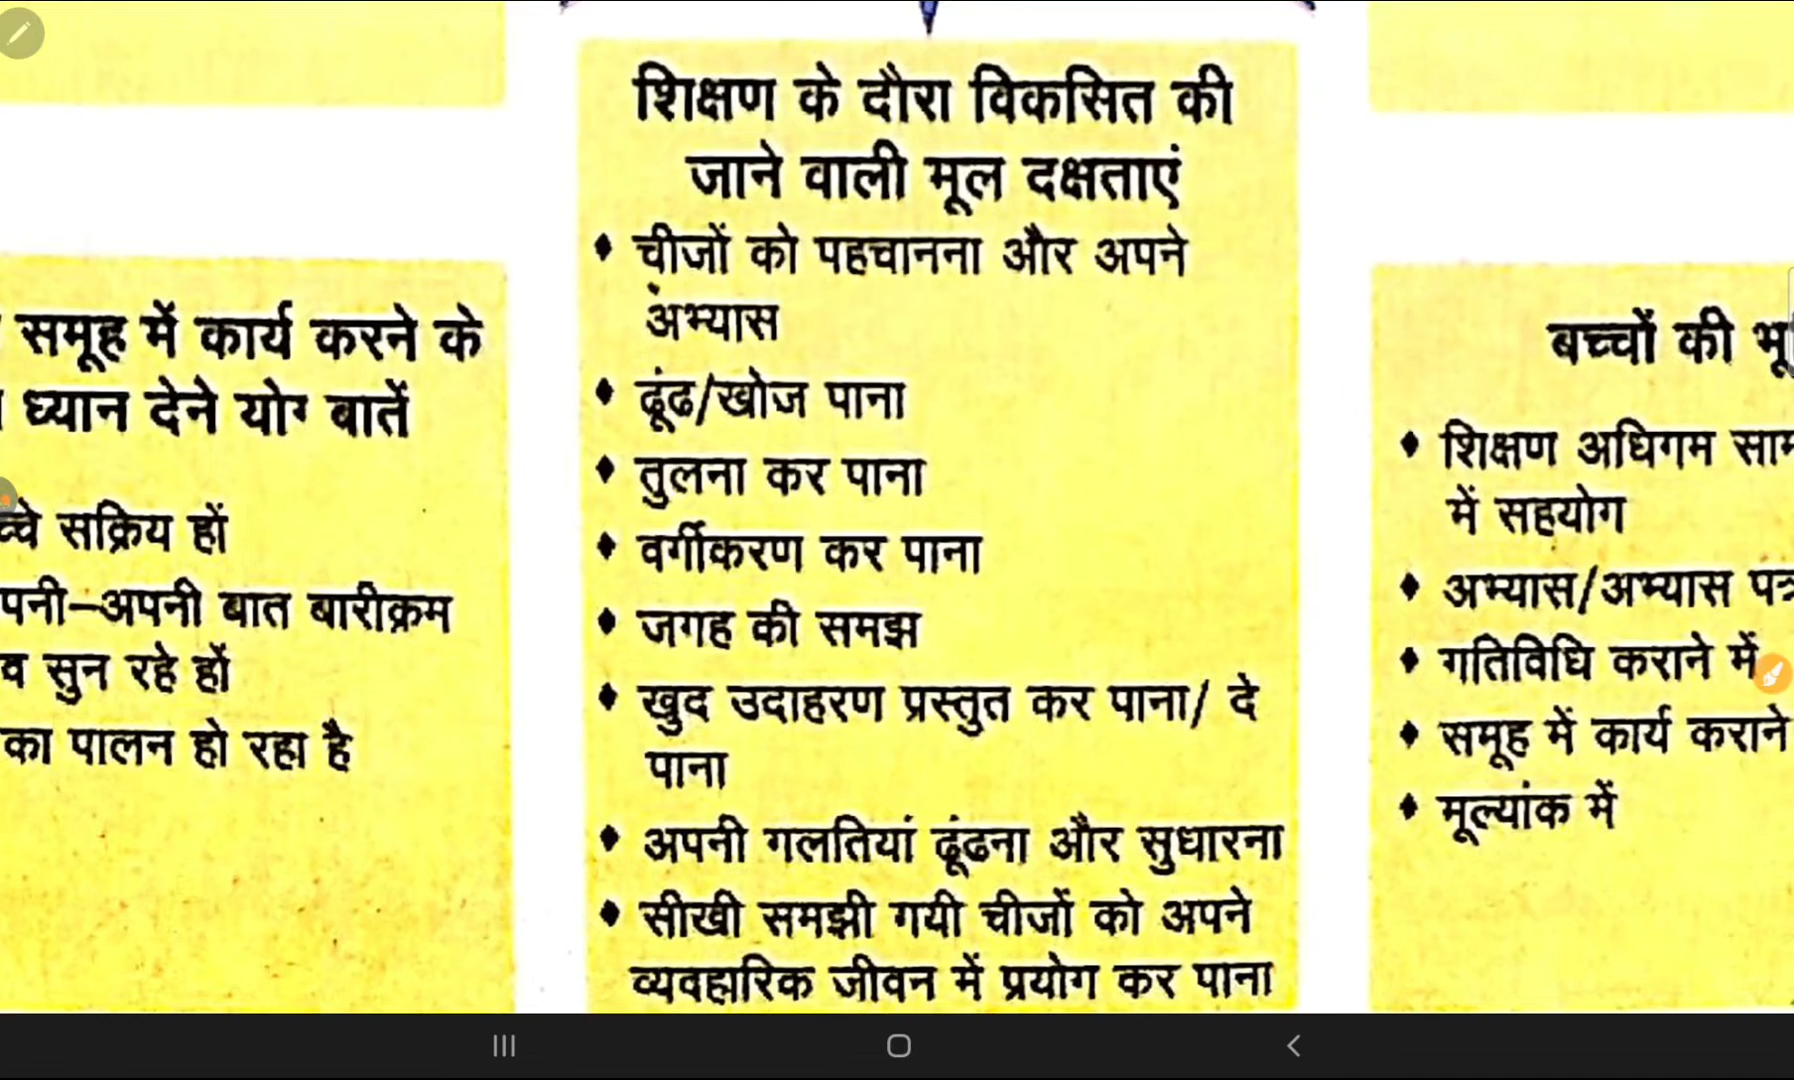 शिक्षण के दौरा विकसित की
जाने वाली मूल दक्षताएं
♦ चीजों को पहचानना और अपने
अंभ्यास
♦ ढूंढ/खोज पाना
♦ तुलना कर पाना
♦ वर्गीकरण कर पाना
♦ जगह की समझ
♦ खुद उदाहरण प्रस्तुत कर पाना/ दे
पाना
♦ अपनी गलतियां ढूंढना और सुधारना
♦ सीखी समझी गयी चीजों को अपने
व्यवहारिक जीवन में प्रयोग कर पाना
समूह में कार्य करने के
ध्यान देने योग बातें
सक्रिय हों
अपनी बात बारीक्रम
व सुन रहे हों
का पालन हो रहा है
बच्चों की
♦ शिक्षण अधिगम
में सहयोग
♦ अभ्यास/अभ्यास
♦ गतिविधि कराने में
♦ समूह में कार्य कराने
♦ मूल्यांक में